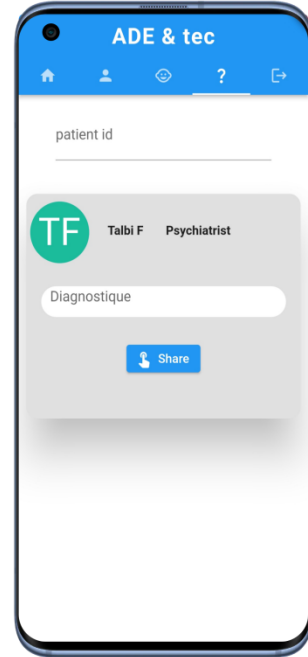 ADE & tec
?
patient id
TF
Talbi F Psychiatrist
Diagnostique
Share